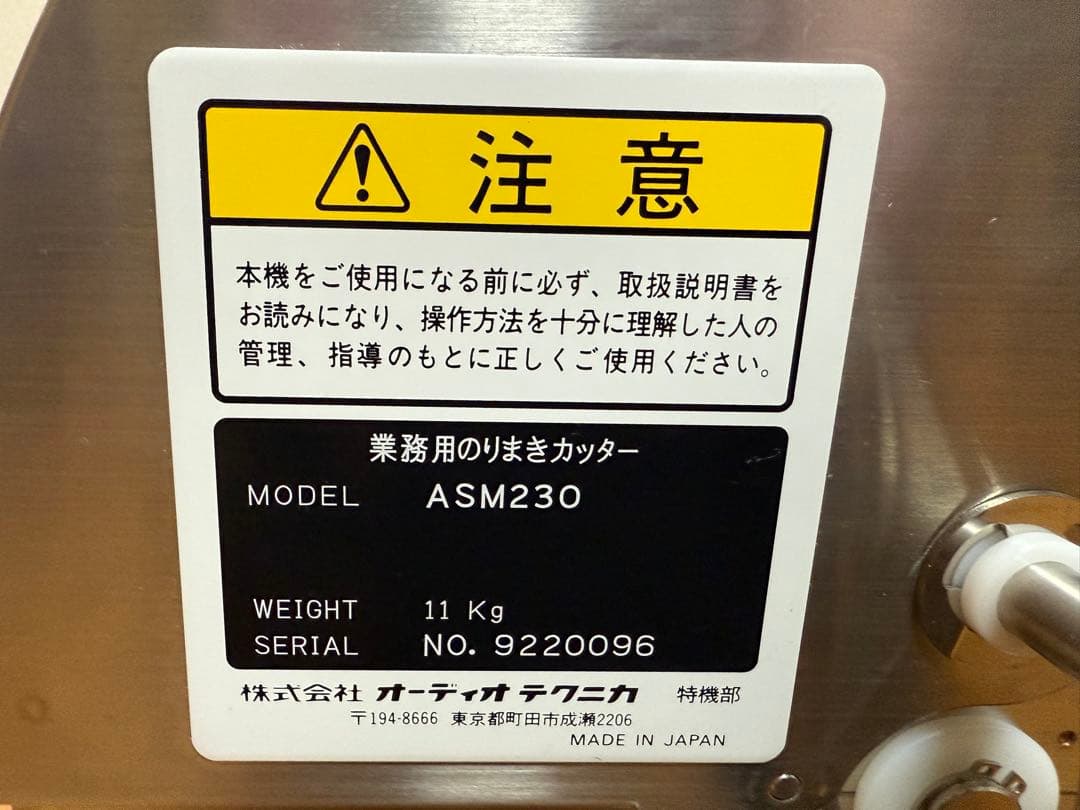 注意
本機をご使用になる前に必ず、取扱説明書を
お読みになり、操作方法を十分に理解した人の
管理、指導のもとに正しくご使用ください。
業務用のりまきカッター
MODEL ASM230
WEIGHT 11 Kg
SERIAL NO. 9220096
株式会社 オーディオテクニカ 特機部
〒194-8666 東京都町田市成瀬2206
MADE IN JAPAN